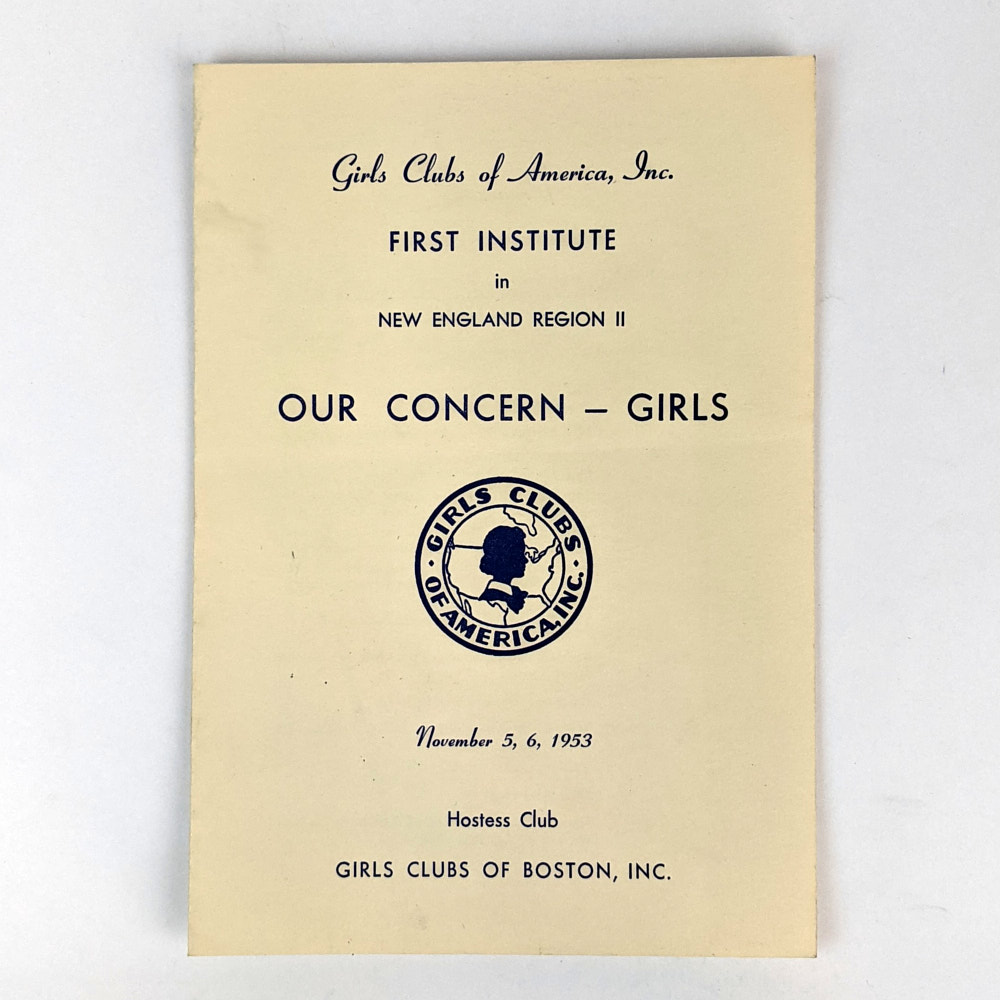 Girls Clubs of America, Inc.
FIRST INSTITUTE
in
NEW ENGLAND REGION II
OUR CONCERN – GIRLS
GIRLS CLUBS
OF AMERICA, INC.
November 5, 6, 1953
Hostess Club
GIRLS CLUBS OF BOSTON, INC.